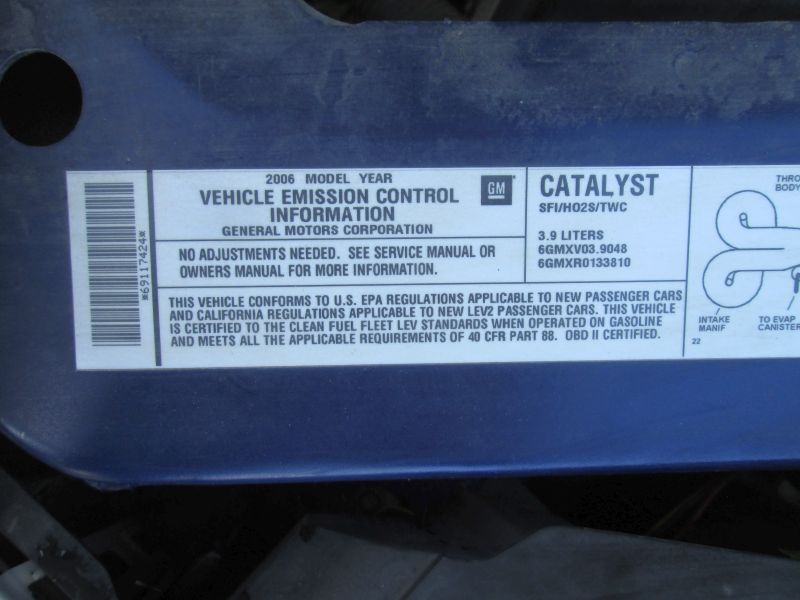 *69117424*
2006 MODEL YEAR
VEHICLE EMISSION CONTROL
INFORMATION
GENERAL MOTORS CORPORATION
GM
NO ADJUSTMENTS NEEDED. SEE SERVICE MANUAL OR
OWNERS MANUAL FOR MORE INFORMATION.
CATALYST
SFI/HO2S/TWC
3.9 LITERS
6GMXV03.9048
6GMXR0133810
THIS VEHICLE CONFORMS TO U.S. EPA REGULATIONS APPLICABLE TO NEW PASSENGER CARS
AND CALIFORNIA REGULATIONS APPLICABLE TO NEW LEV2 PASSENGER CARS. THIS VEHICLE
IS CERTIFIED TO THE CLEAN FUEL FLEET LEV STANDARDS WHEN OPERATED ON GASOLINE
AND MEETS ALL THE APPLICABLE REQUIREMENTS OF 40 CFR PART 88. OBD II CERTIFIED.
THRO
BODY
INTAKE
MANIF
TO EVAP
CANISTER
22